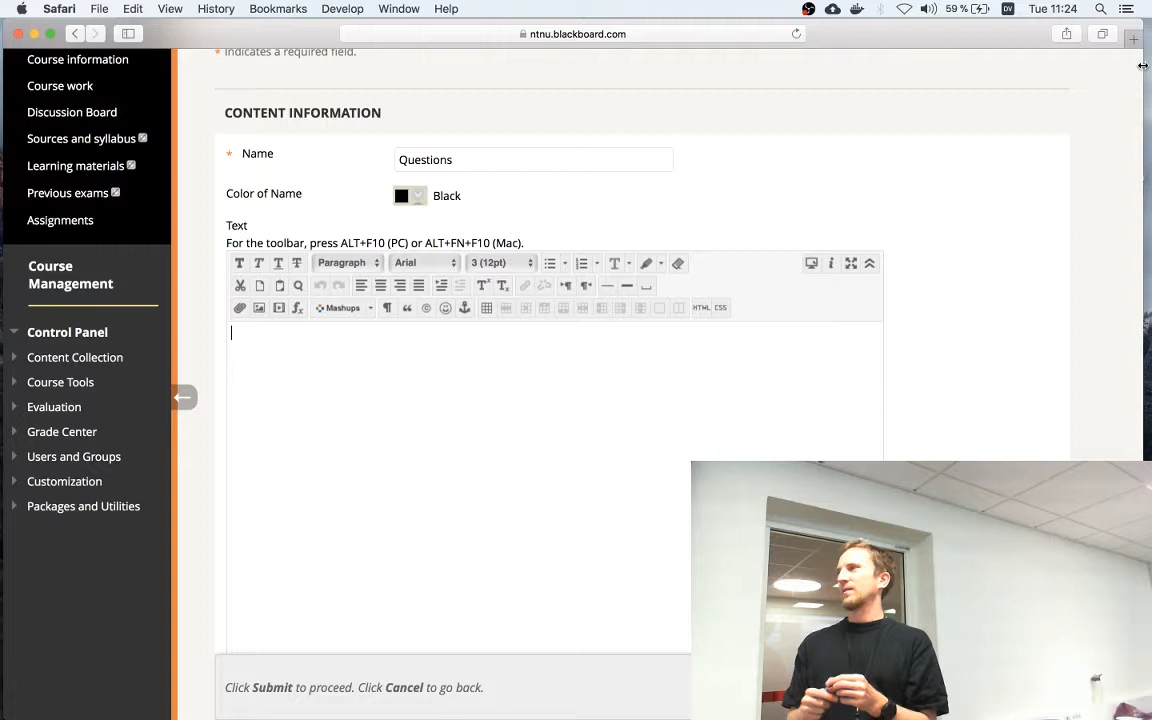 Safari File Edit View History Bookmarks Develop Window Help 59 % DV Tue 11:24
ntnu.blackboard.com
* Indicates a required field.
Course information
Course work
Discussion Board
Sources and syllabus
Learning materials
Previous exams
Assignments
Course
Management
Control Panel
Content Collection
Course Tools
Evaluation
Grade Center
Users and Groups
Customization
Packages and Utilities
CONTENT INFORMATION
* Name Questions
Color of Name Black
Text
For the toolbar, press ALT+F10 (PC) or ALT+FN+F10 (Mac).
T T T T Paragraph Arial 3 (12pt) T
Mashups HTML CSS
Click Submit to proceed. Click Cancel to go back.